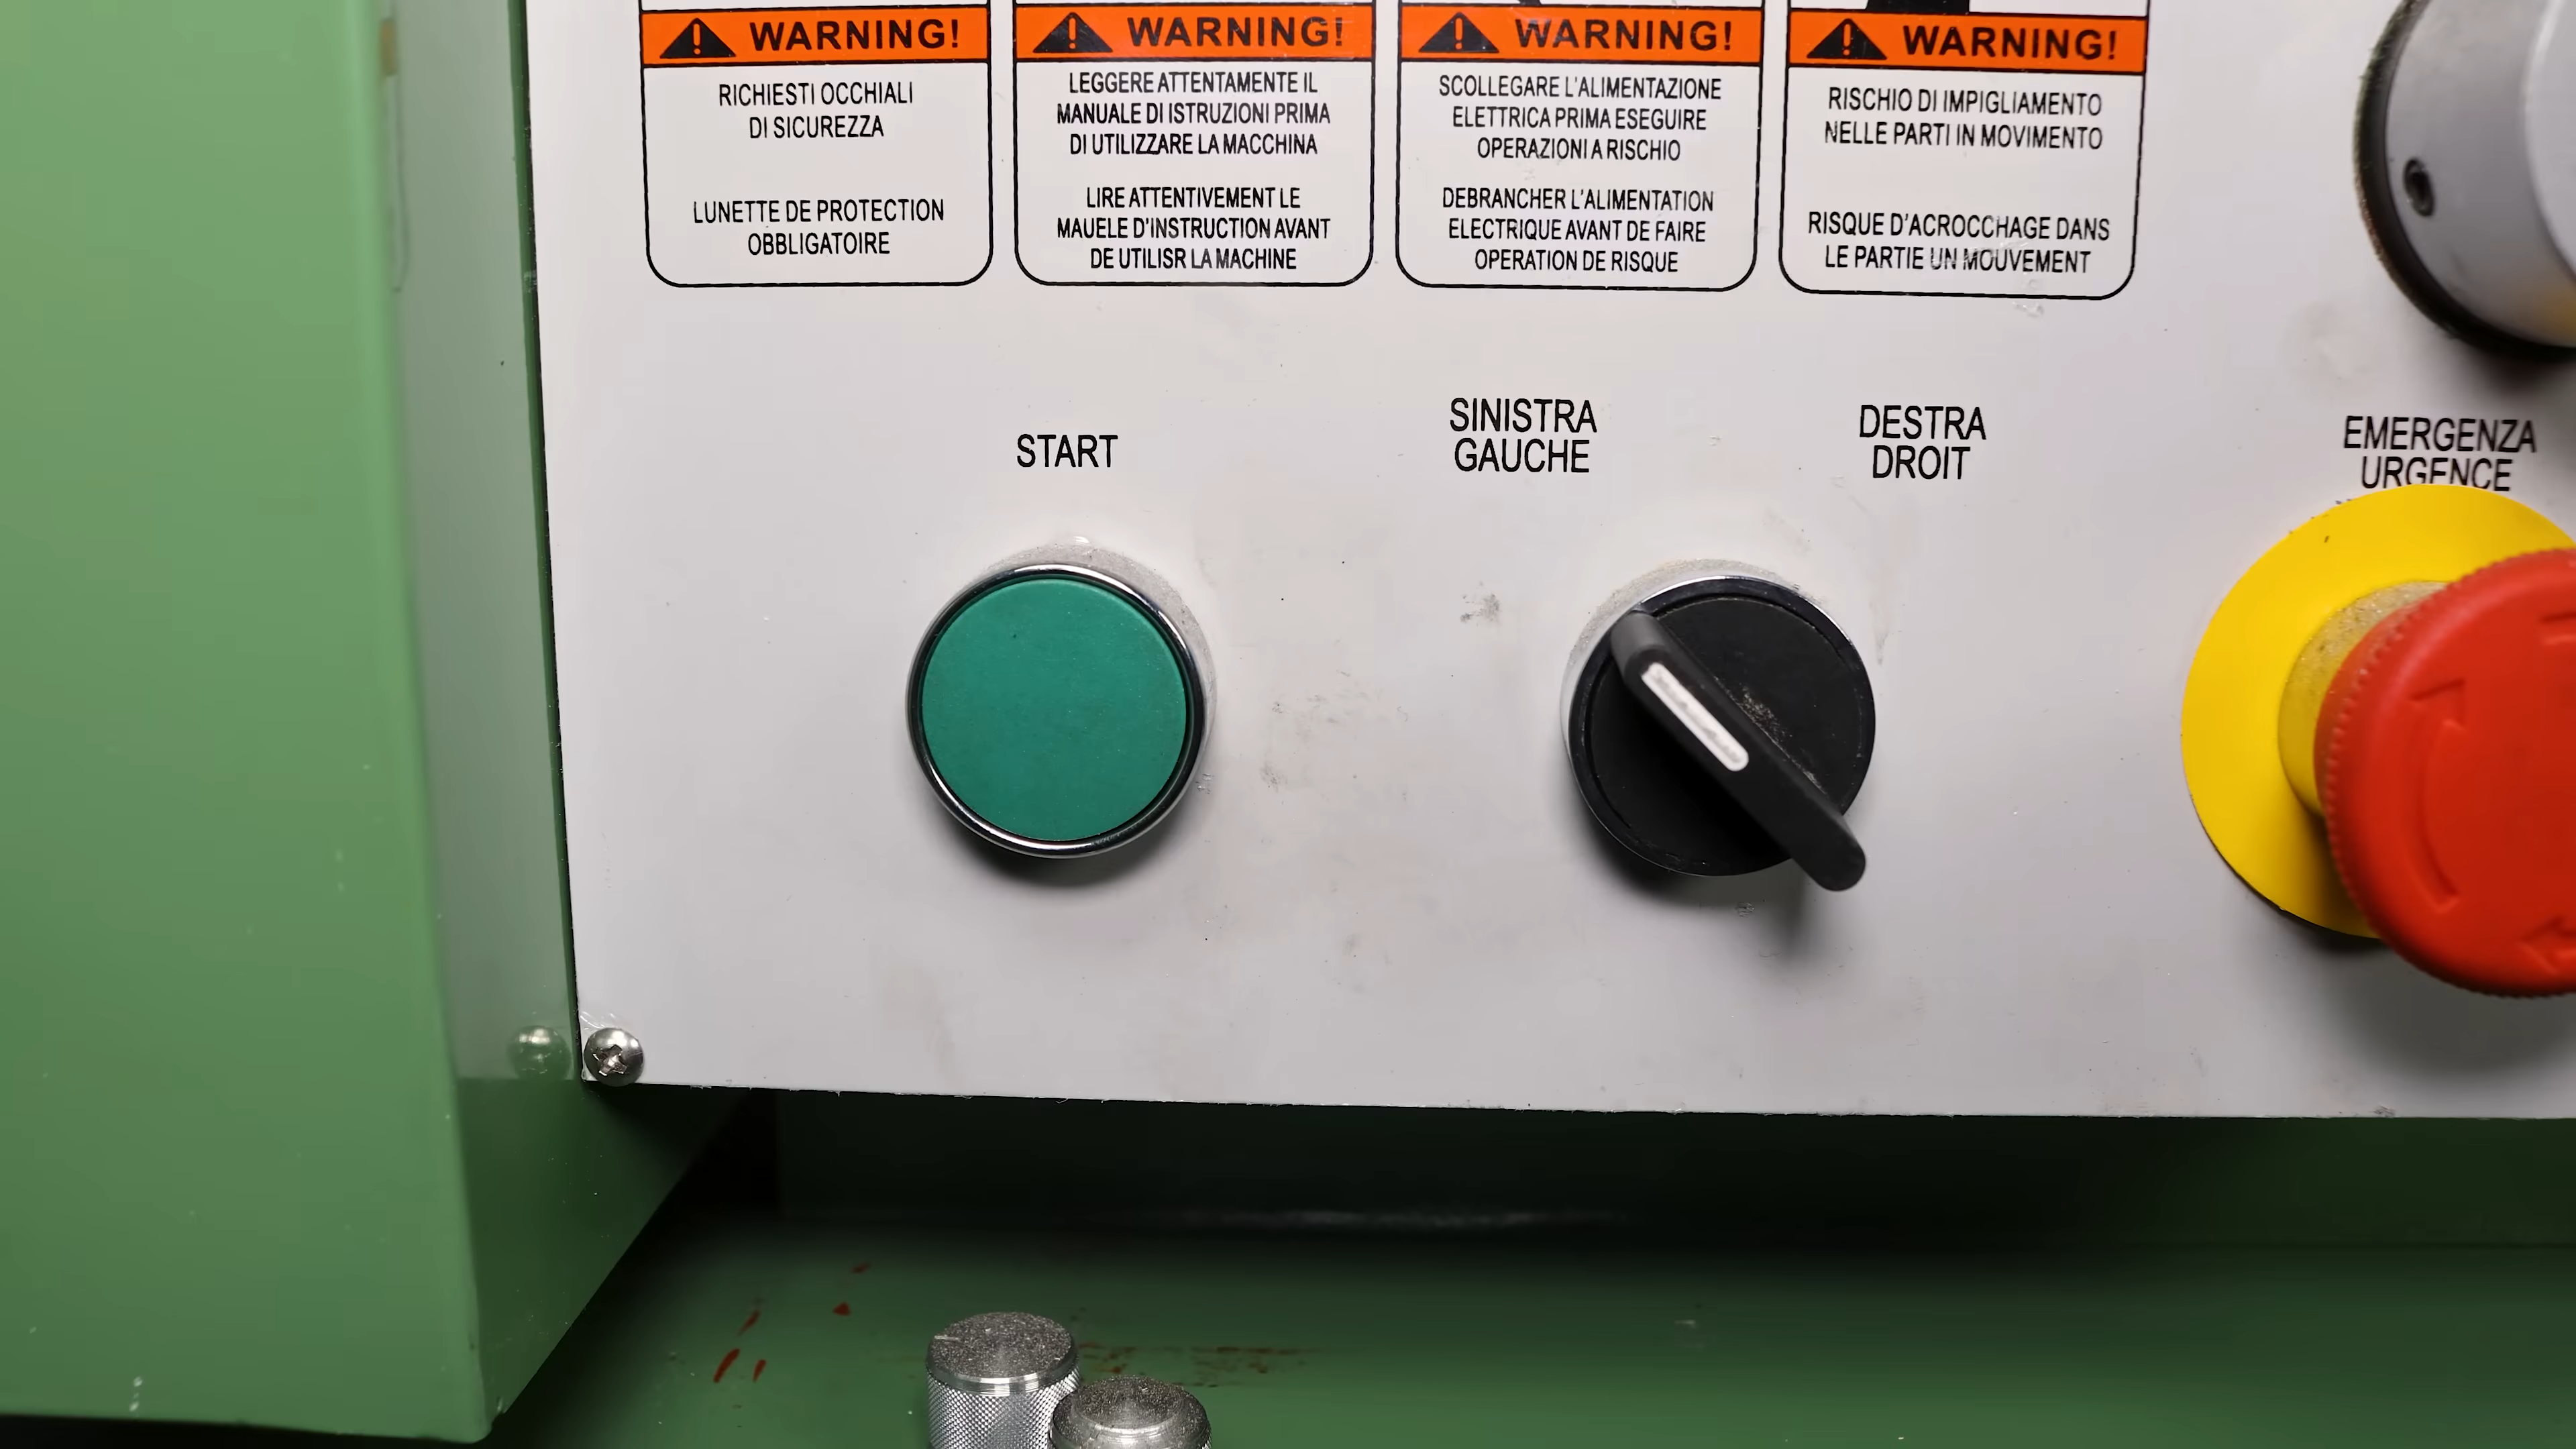 WARNING!
RICHIESTI OCCHIALI
DI SICUREZZA
LUNETTE DE PROTECTION
OBBLIGATOIRE
WARNING!
LEGGERE ATTENTAMENTE IL
MANUALE DI ISTRUZIONI PRIMA
DI UTILIZZARE LA MACCHINA
LIRE ATTENTIVEMENT LE
MAUELE D'INSTRUCTION AVANT
DE UTILISR LA MACHINE
WARNING!
SCOLLEGARE L'ALIMENTAZIONE
ELETTRICA PRIMA ESEGUIRE
OPERAZIONI A RISCHIO
DEBRANCHER L'ALIMENTATION
ELECTRIQUE AVANT DE FAIRE
OPERATION DE RISQUE
WARNING!
RISCHIO DI IMPIGLIAMENTO
NELLE PARTI IN MOVIMENTO
RISQUE D'ACROCCHAGE DANS
LE PARTIE UN MOUVEMENT
START
SINISTRA
GAUCHE
DESTRA
DROIT
EMERGENZA
URGENCE